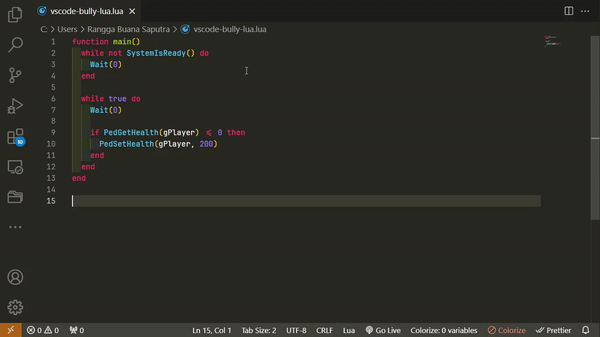 vscode-bully-lua.lua
C: > Users > Rangga Buana Saputra > vscode-bully-lua.lua
1 function main()
2 while not SystemIsReady() do
3 Wait(0)
4 end
5
6 while true do
7 Wait(0)
8
9 if PedGetHealth(gPlayer) <= 0 then
10 PedSetHealth(gPlayer, 200)
11 end
12 end
13 end
14
15
0 0 0 Ln 15, Col 1 Tab Size: 2 UTF-8 CRLF Lua Go Live Colorize: 0 variables Colorize Prettier